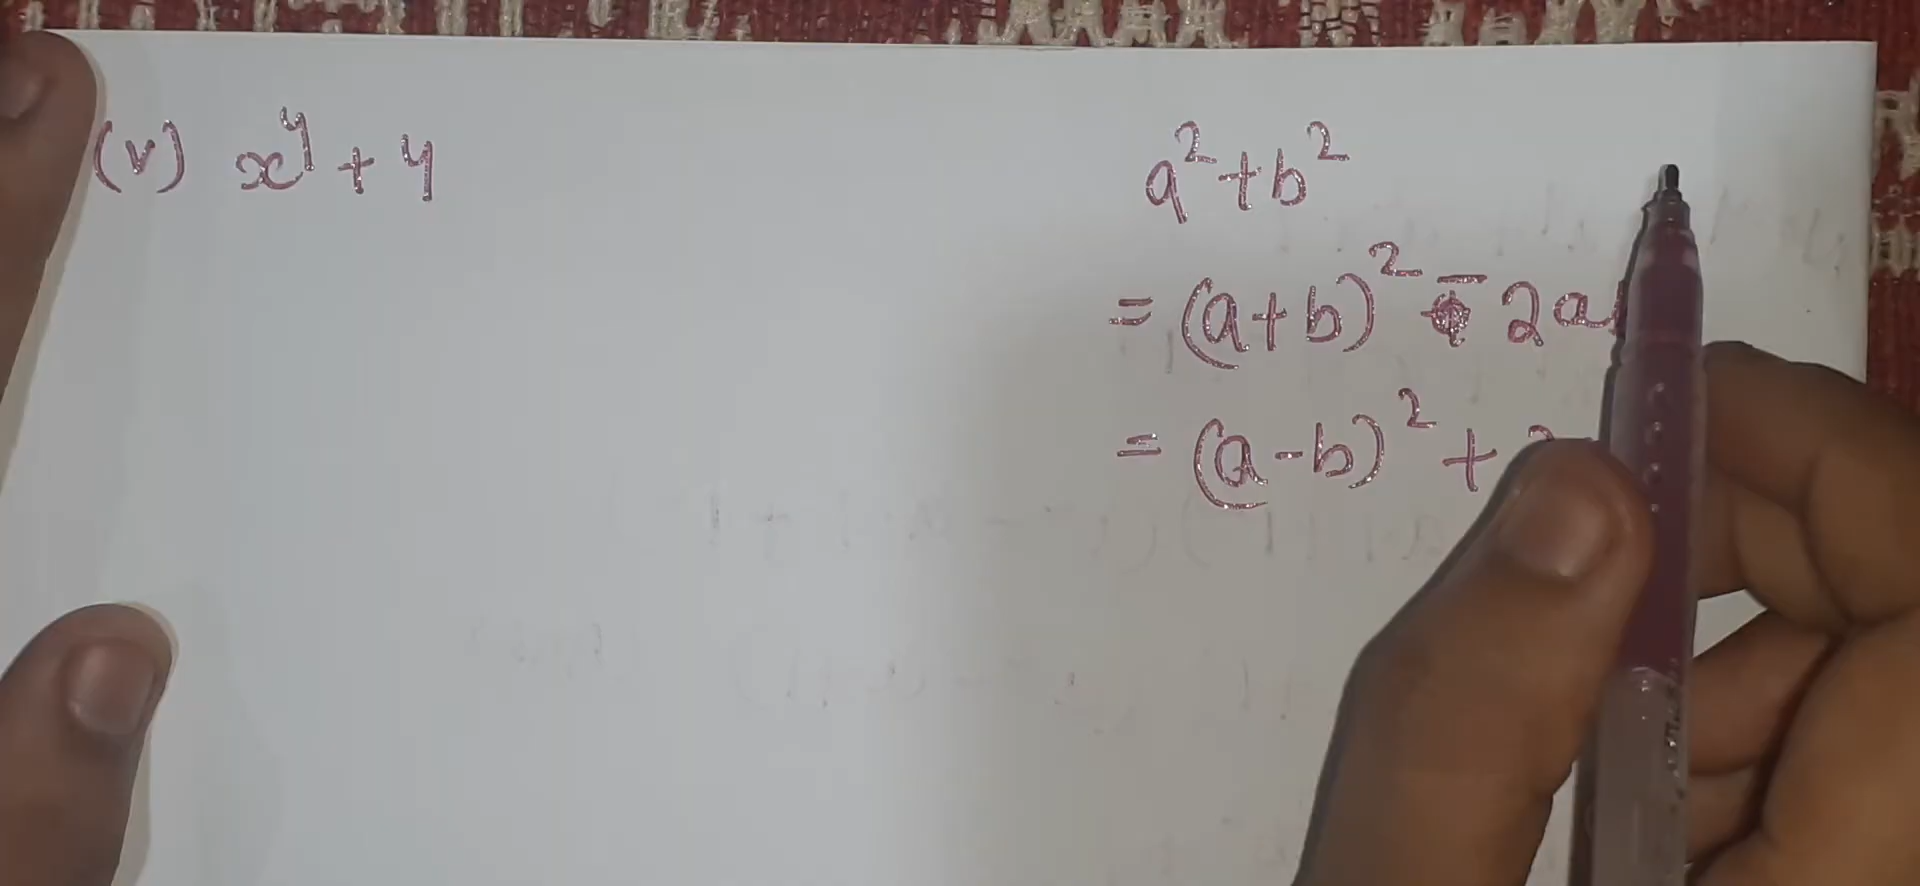 (v) x⁴ + 4
a² + b²
= (a+b)² - 2a
= (a-b)² +